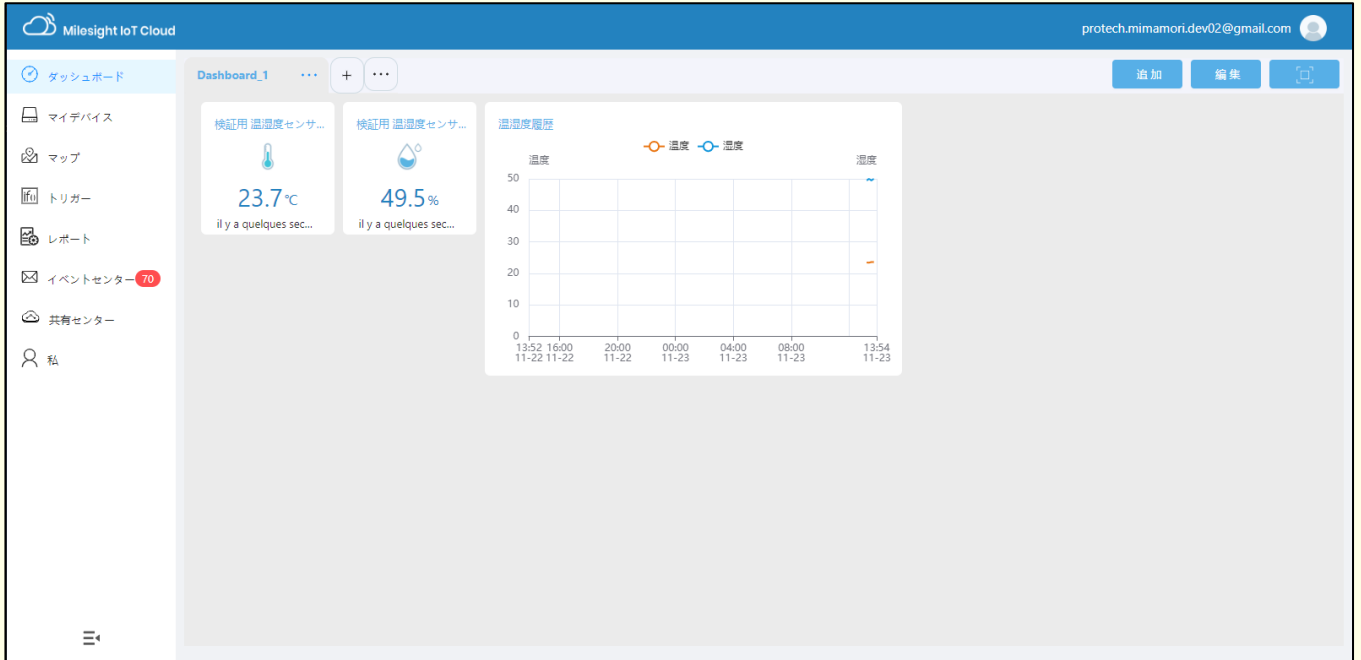 Milesight IoT Cloud
protech.mimamori.dev02@gmail.com
ダッシュボード
マイデバイス
マップ
トリガー
レポート
イベントセンター 70
共有センター
私
Dashboard_1 ··· + ···
追加 編集
検証用 温湿度センサ...
23.7℃
il y a quelques sec...
検証用 温湿度センサ...
49.5%
il y a quelques sec...
温湿度履歴
温度 湿度
温度 湿度
50
40
30
20
10
0
13:52 16:00 20:00 00:00 04:00 08:00 13:54
11-22 11-22 11-22 11-23 11-23 11-23 11-23